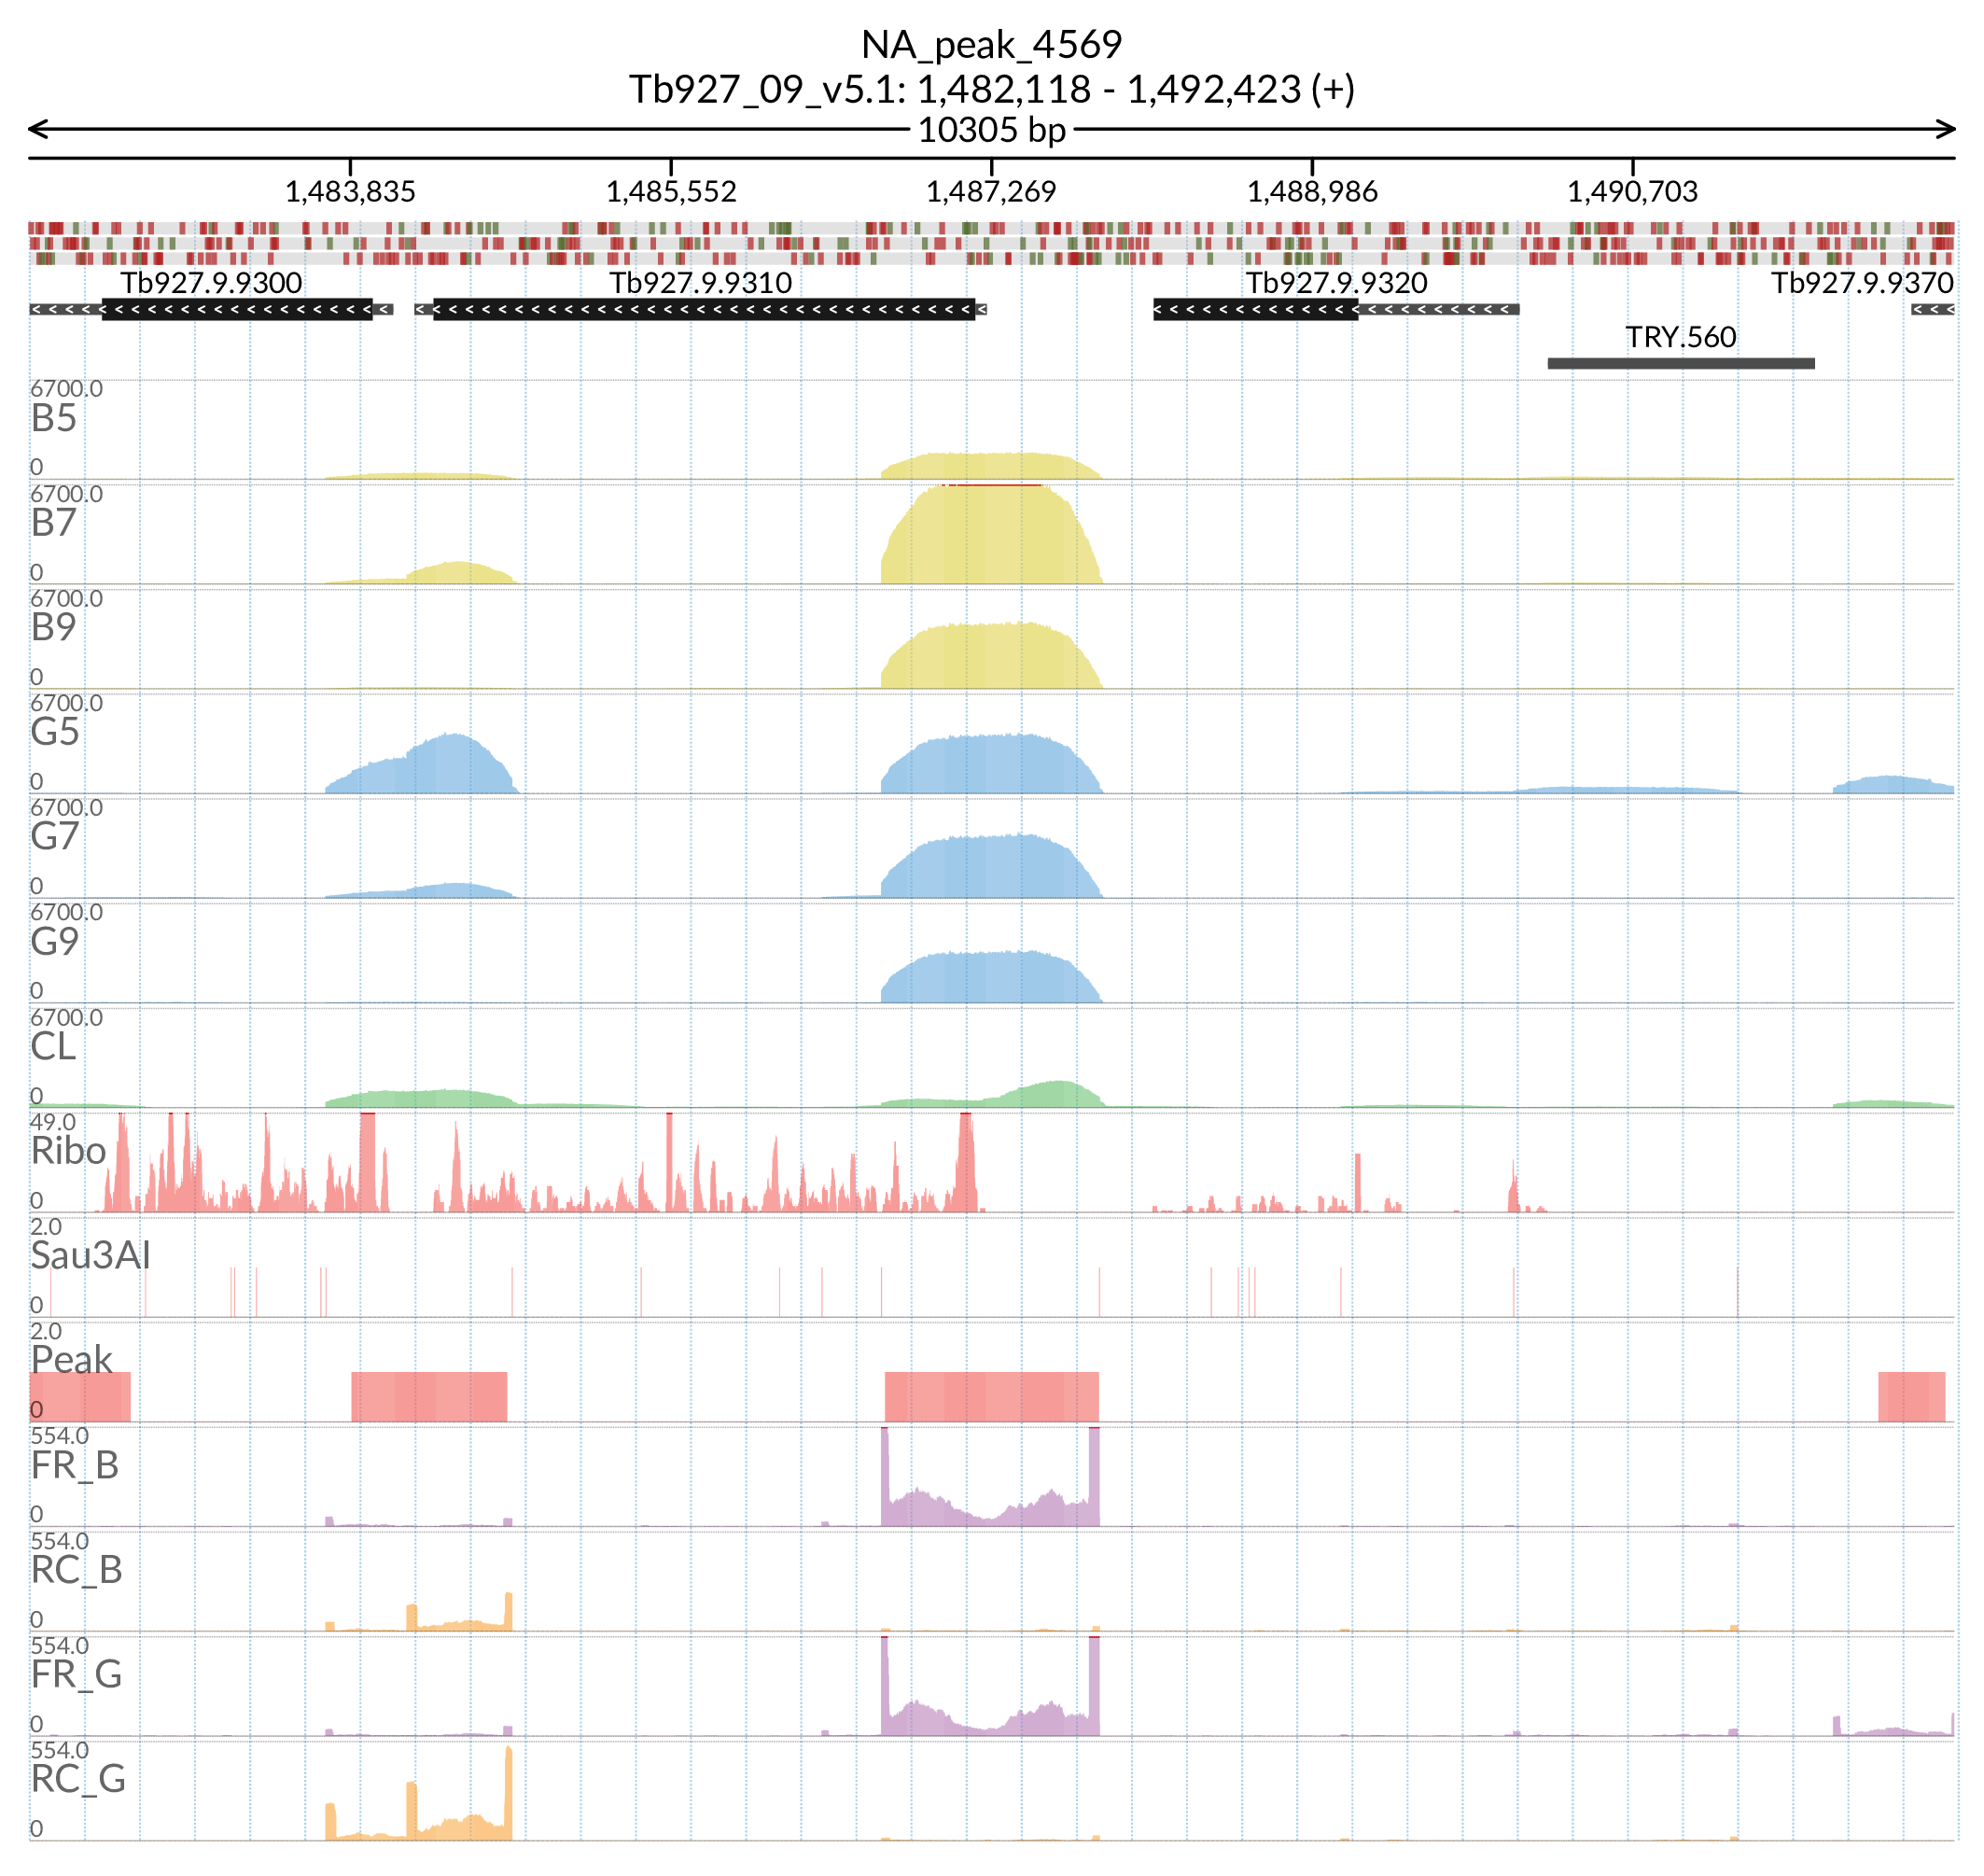 NA_peak_4569
Tb927_09_v5.1: 1,482,118 - 1,492,423 (+)
10305 bp
1,483,835 1,485,552 1,487,269 1,488,986 1,490,703
Tb927.9.9300 Tb927.9.9310 Tb927.9.9320 Tb927.9.9370
TRY.560
6700.0
B5
0
6700.0
B7
0
6700.0
B9
0
6700.0
G5
0
6700.0
G7
0
6700.0
G9
0
6700.0
CL
0
49.0
Ribo
0
2.0
Sau3AI
0
2.0
Peak
0
554.0
FR_B
0
554.0
RC_B
0
554.0
FR_G
0
554.0
RC_G
0